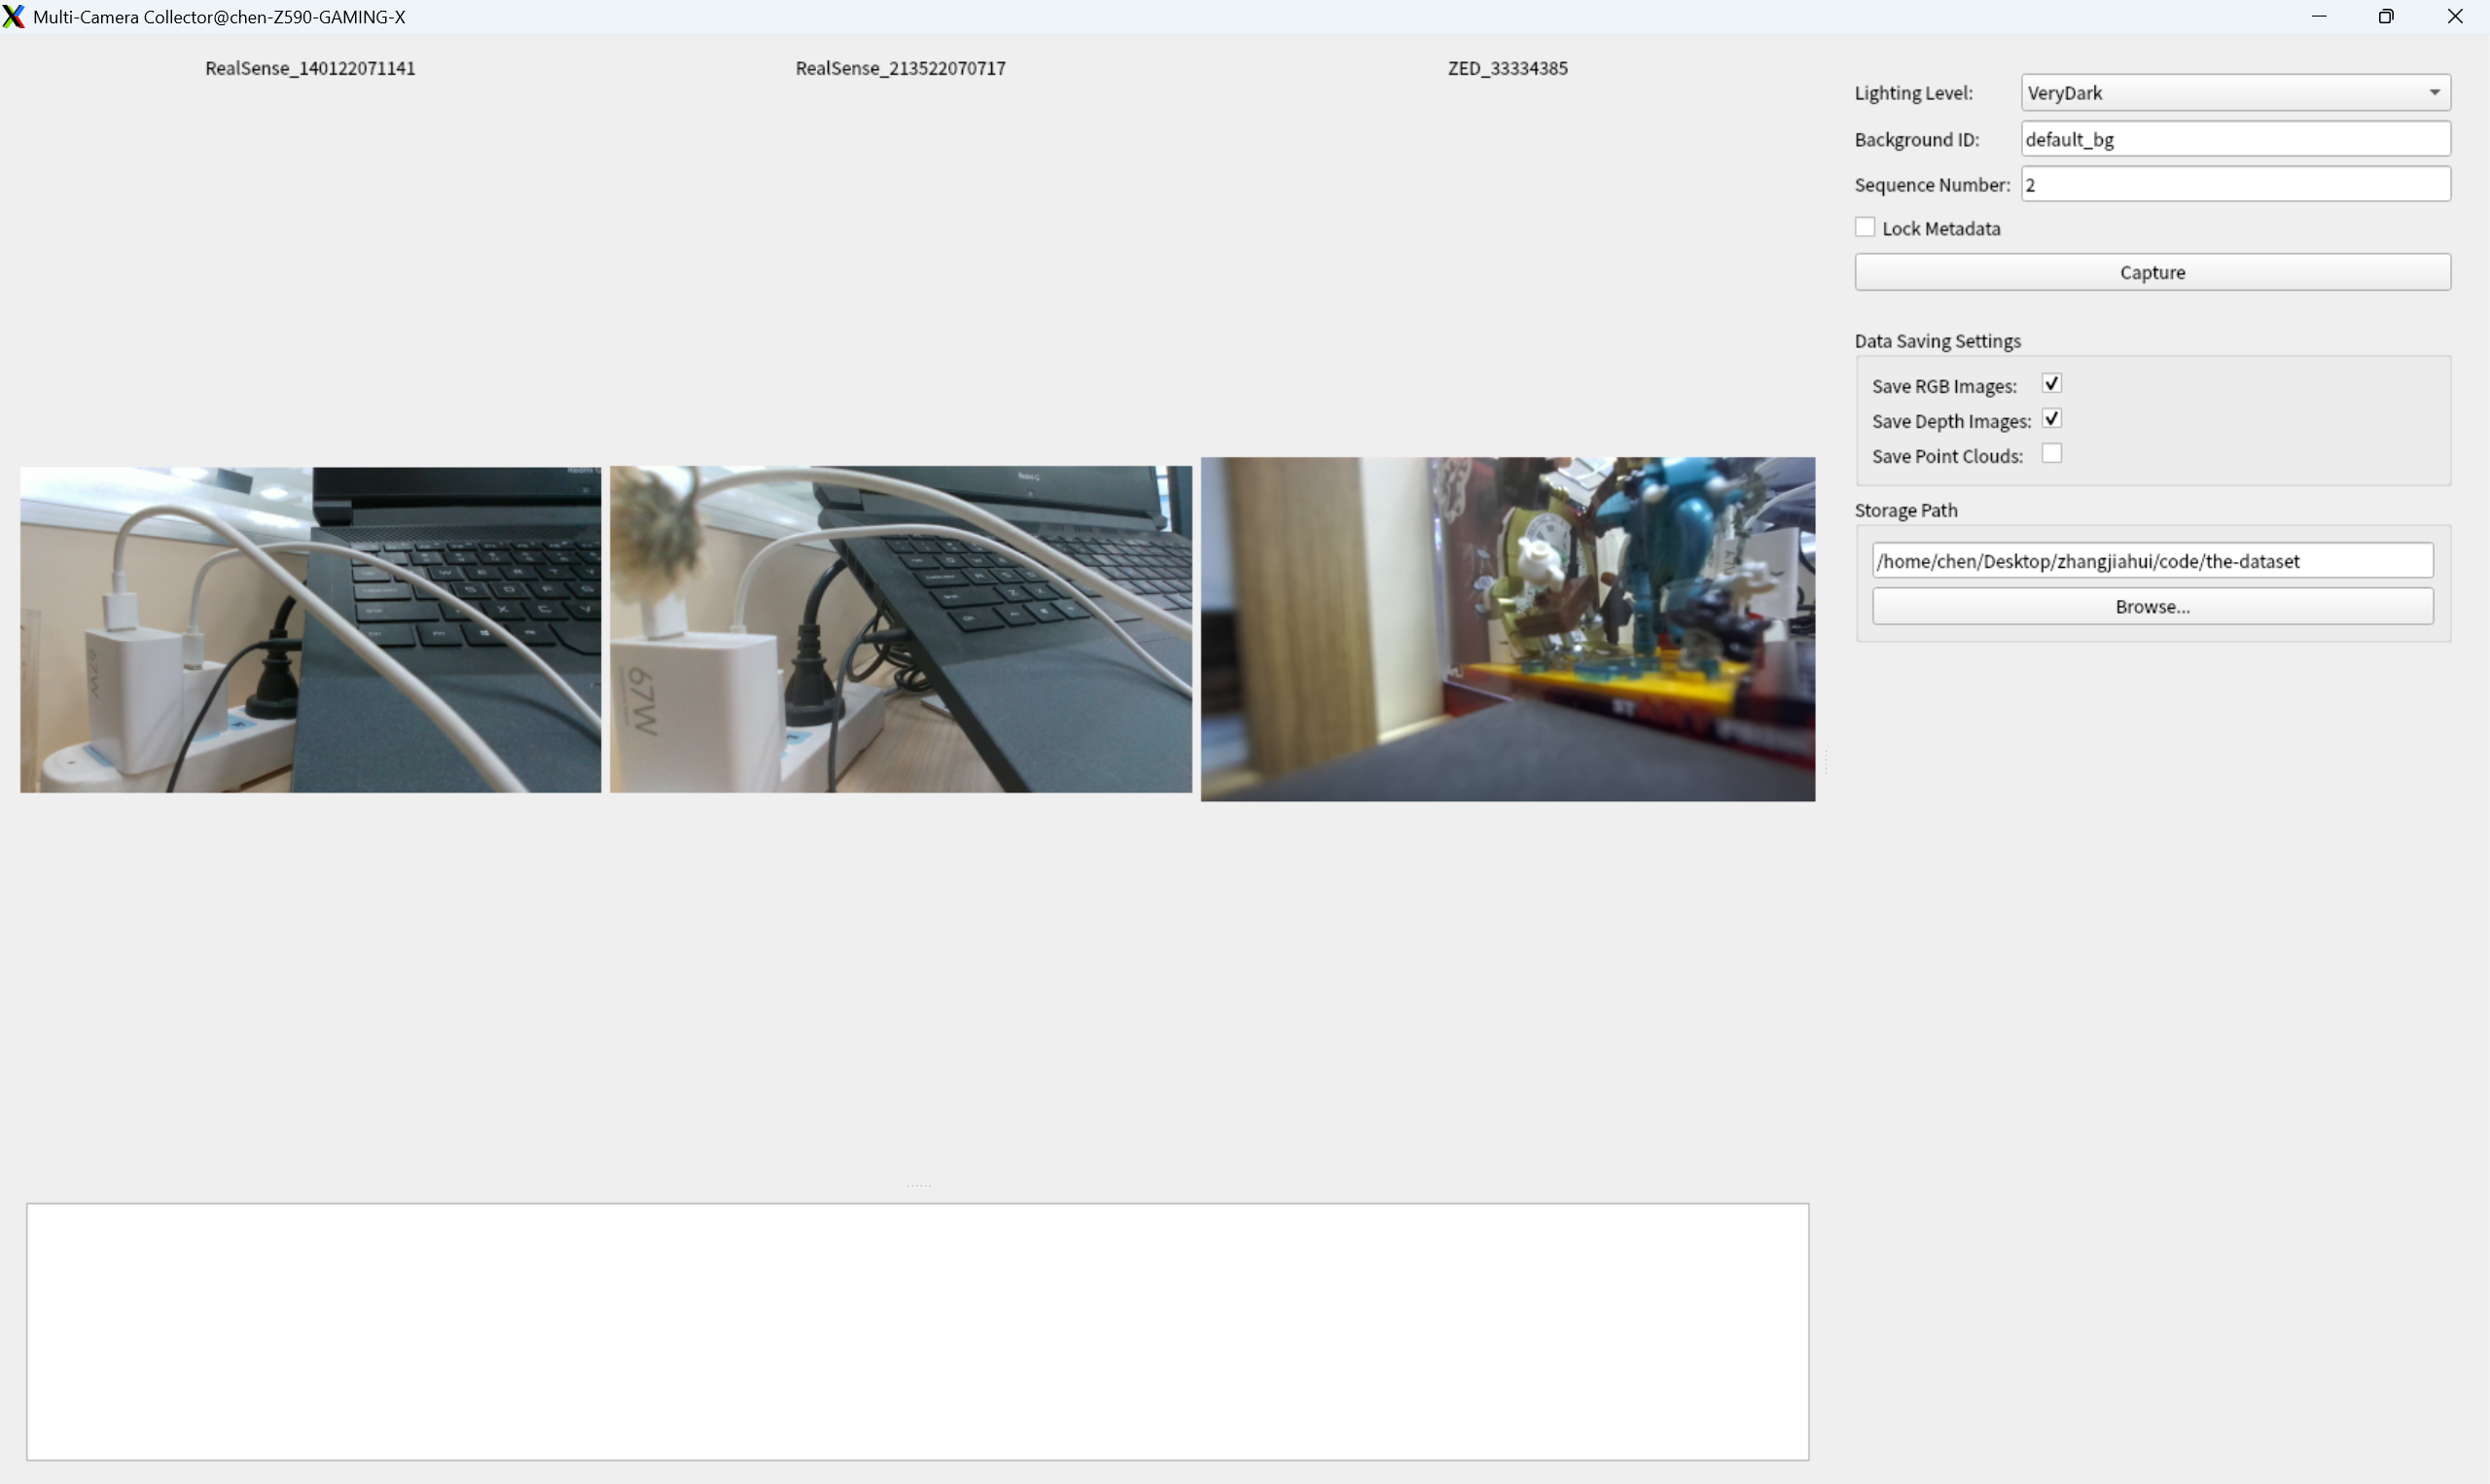 Multi-Camera Collector@chen-Z590-GAMING-X
RealSense_140122071141
RealSense_213522070717
ZED_33334385
Lighting Level:
VeryDark
Background ID:
default_bg
Sequence Number:
2
Lock Metadata
Capture
Data Saving Settings
Save RGB Images:
Save Depth Images:
Save Point Clouds:
Storage Path
/home/chen/Desktop/zhangjiahui/code/the-dataset
Browse...
67W
67W